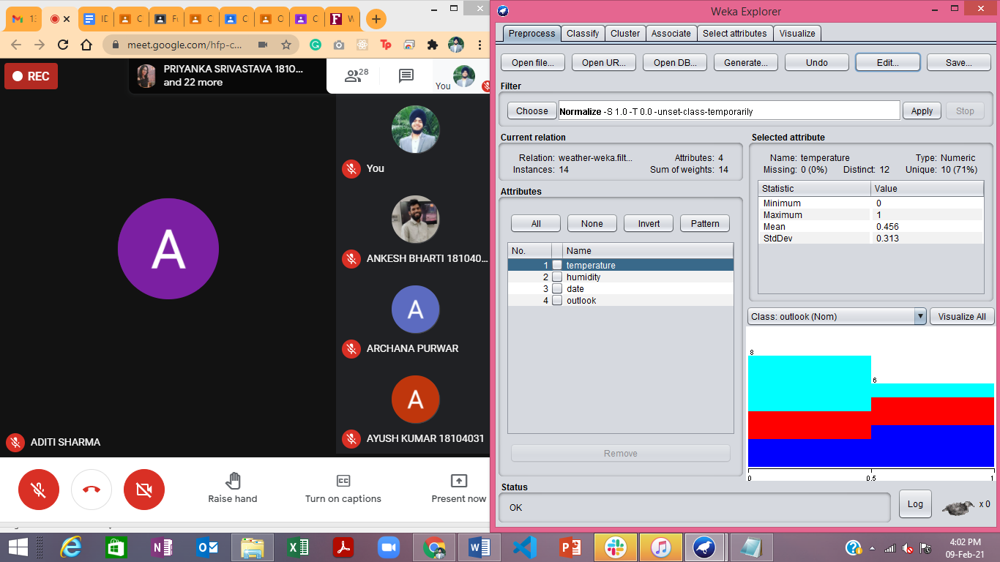 13
ID
C
Fo
C
C
O
C
C
W
meet.google.com/hfp-c...
REC
PRIYANKA SRIVASTAVA 1810...
and 22 more
28
You
You
ANKESH BHARTI 181040...
A
ARCHANA PURWAR
A
AYUSH KUMAR 18104031
A
ADITI SHARMA
Raise hand
Turn on captions
Present now
Weka Explorer
Preprocess Classify Cluster Associate Select attributes Visualize
Open file... Open UR... Open DB... Generate... Undo Edit... Save...
Filter
Choose Normalize -S 1.0 -T 0.0 -unset-class-temporarily Apply Stop
Current relation
Relation: weather-weka.filt... Attributes: 4
Instances: 14 Sum of weights: 14
Attributes
All None Invert Pattern
No. Name
1 temperature
2 humidity
3 date
4 outlook
Remove
Selected attribute
Name: temperature Type: Numeric
Missing: 0 (0%) Distinct: 12 Unique: 10 (71%)
Statistic Value
Minimum 0
Maximum 1
Mean 0.456
StdDev 0.313
Class: outlook (Nom) Visualize All
8
6
0 0.5 1
Status
OK
Log x 0
4:02 PM
09-Feb-21